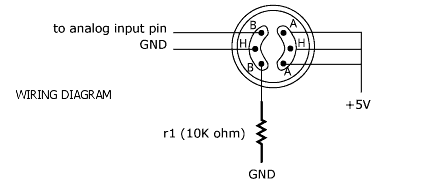 to analog input pin
B
A
GND
H
H
B
A
WIRING DIAGRAM
+5V
r1 (10K ohm)
GND